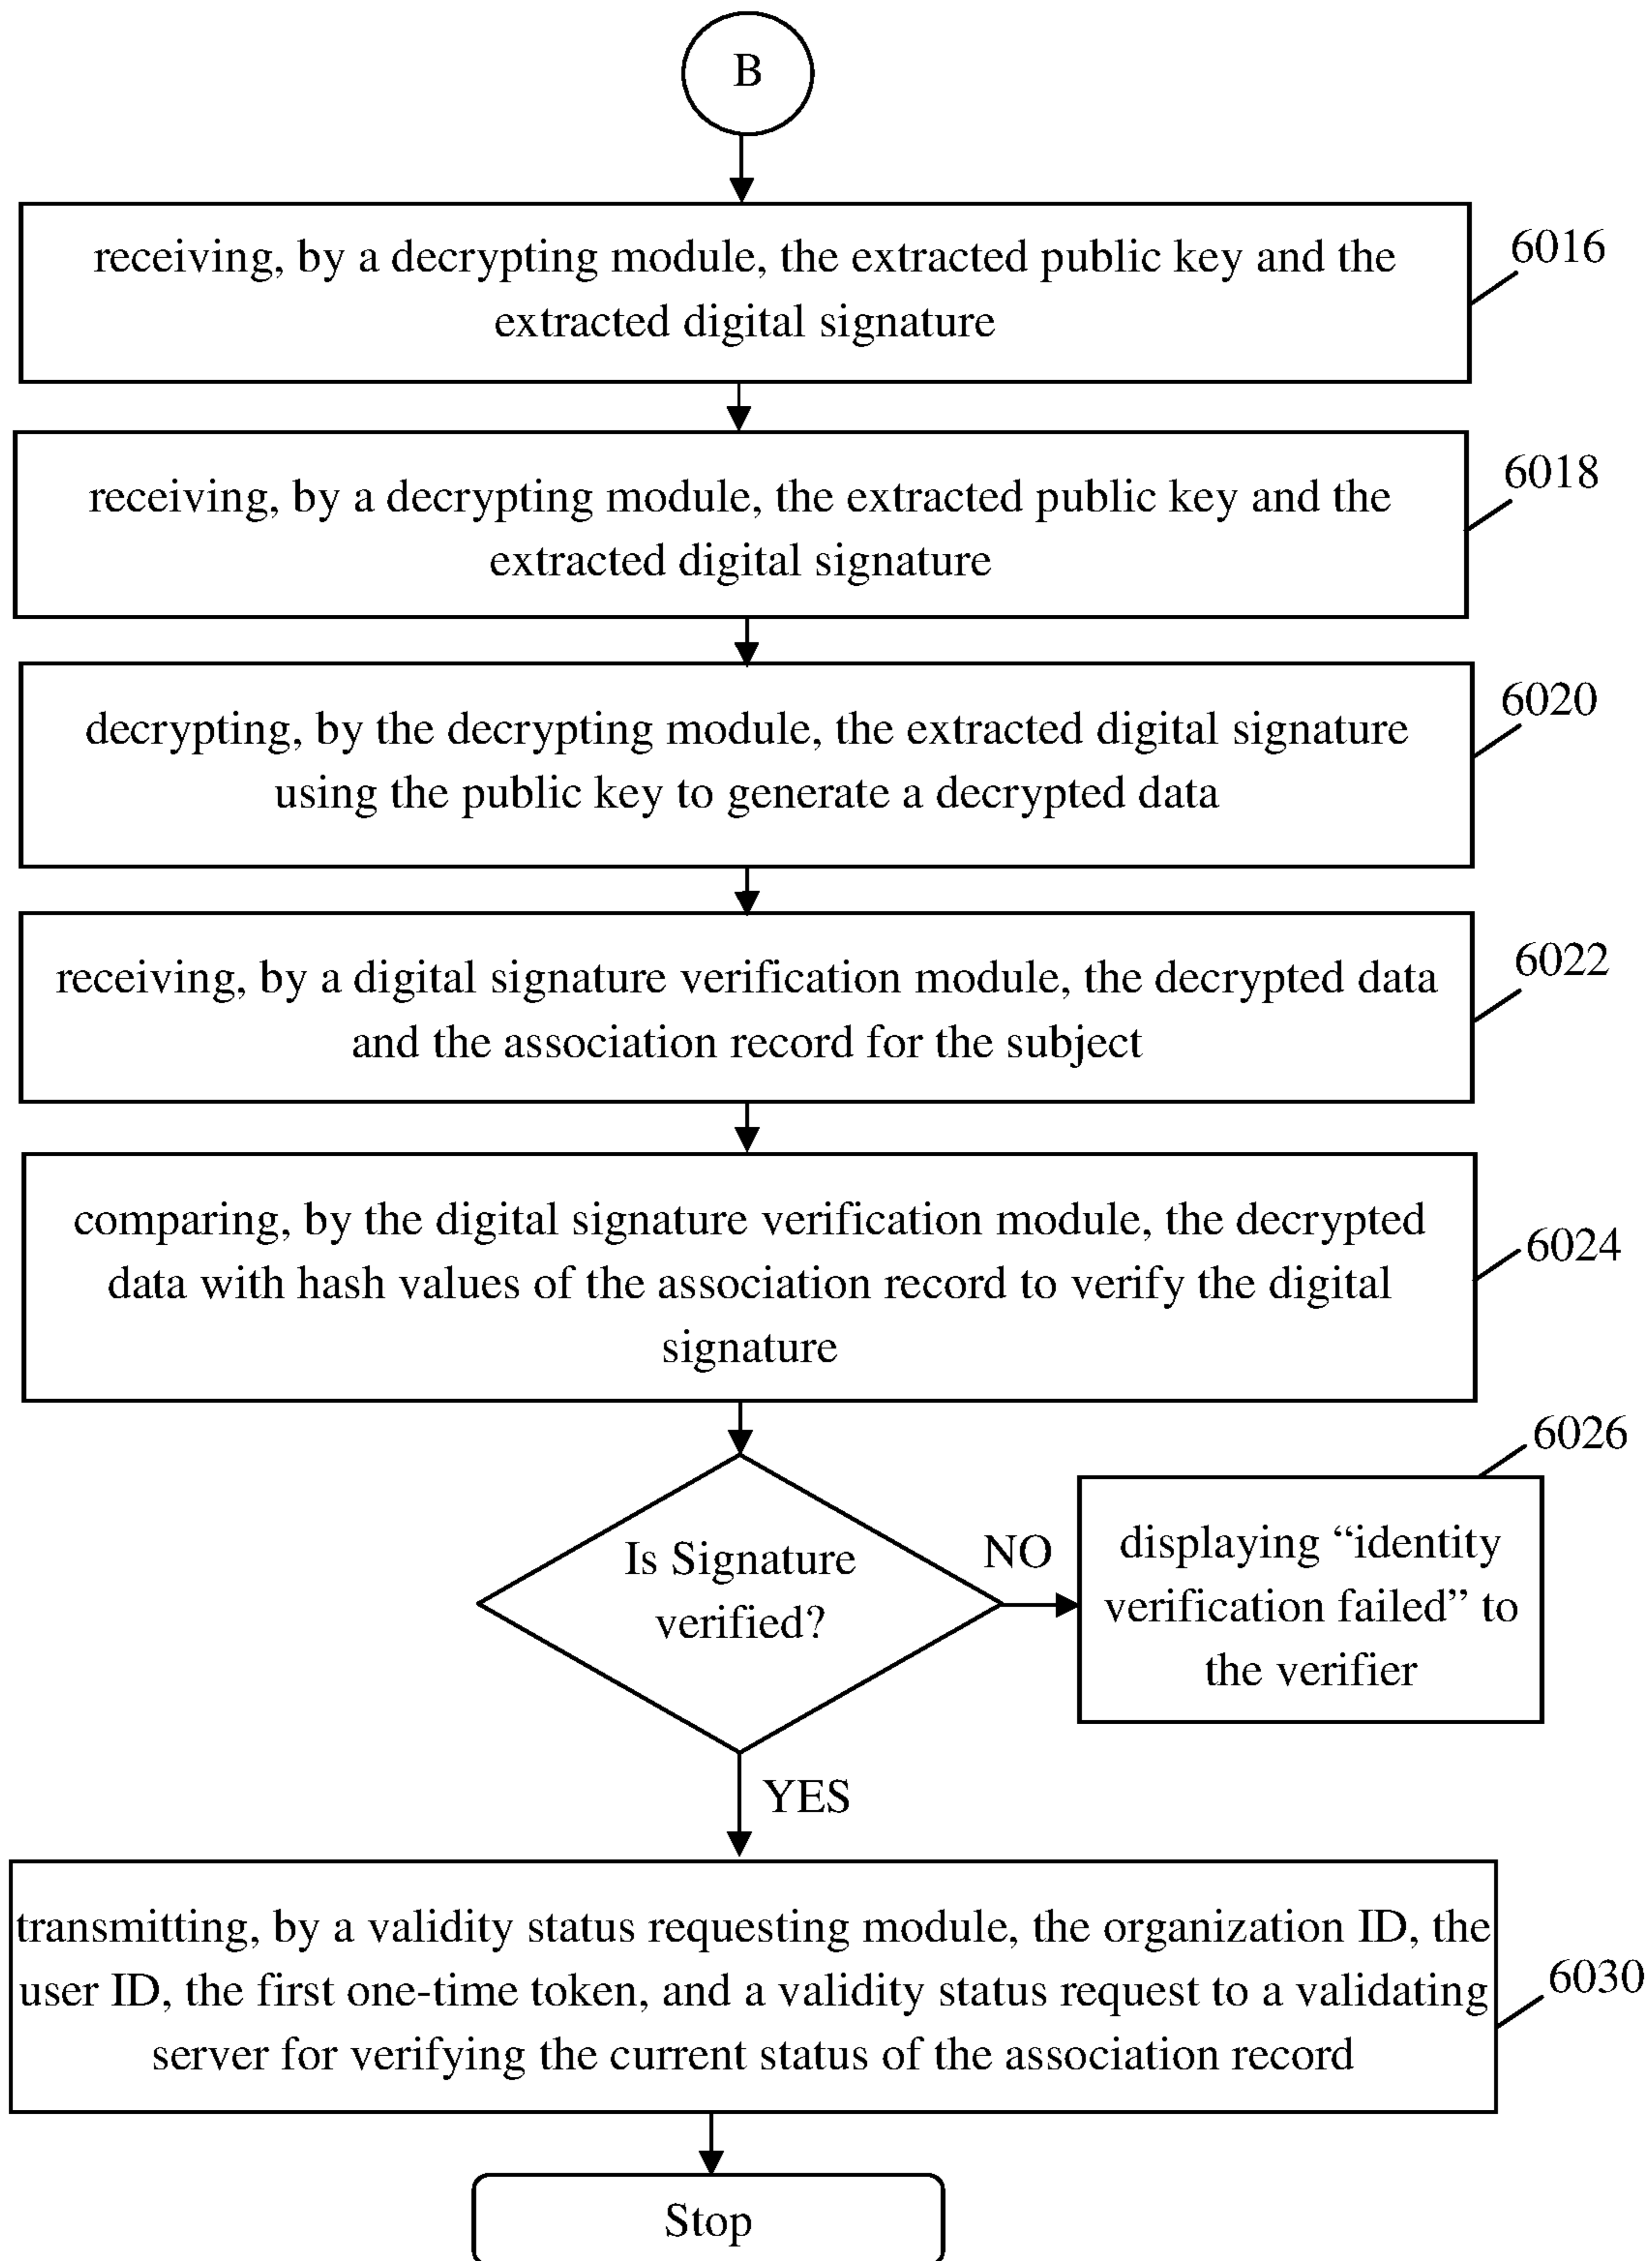 B
receiving, by a decrypting module, the extracted public key and the
extracted digital signature
6016
receiving, by a decrypting module, the extracted public key and the
extracted digital signature
6018
decrypting, by the decrypting module, the extracted digital signature
using the public key to generate a decrypted data
6020
receiving, by a digital signature verification module, the decrypted data
and the association record for the subject
6022
comparing, by the digital signature verification module, the decrypted
data with hash values of the association record to verify the digital
signature
6024
Is Signature
verified?
NO
displaying “identity
verification failed” to
the verifier
6026
YES
transmitting, by a validity status requesting module, the organization ID, the
user ID, the first one-time token, and a validity status request to a validating
server for verifying the current status of the association record
6030
Stop